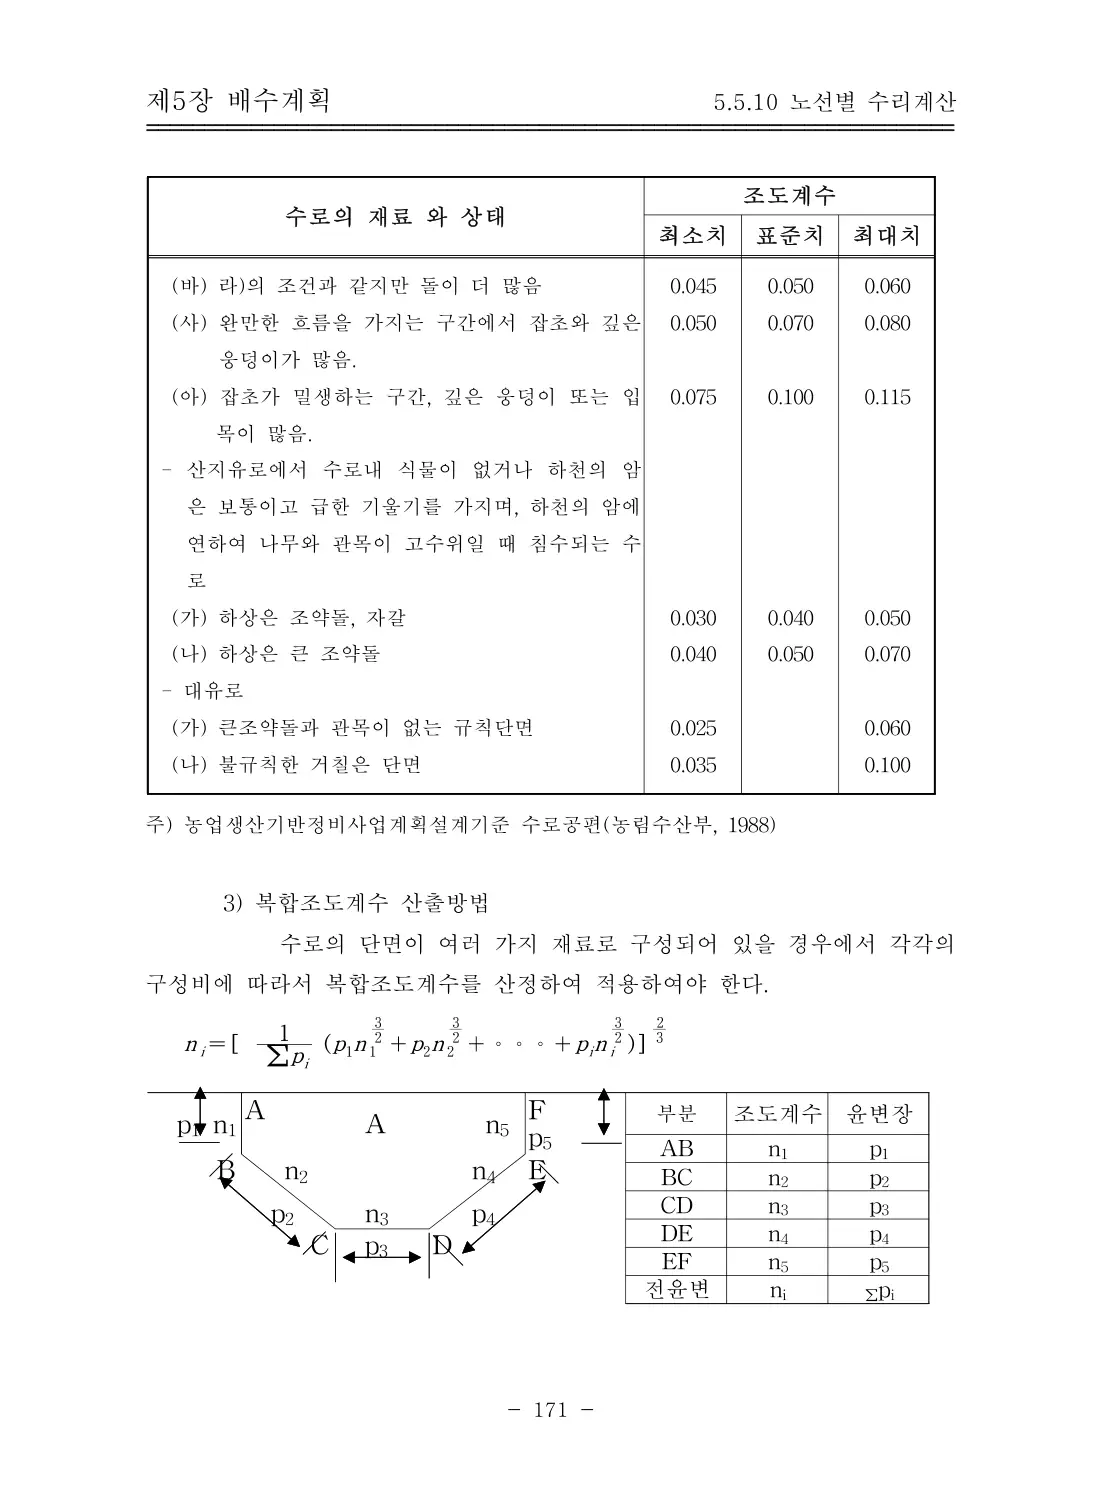 제5장 배수계획 5.5.10 노선별 수리계산
수로의 재료 와 상태 조도계수
최소치 표준치 최대치
(바) 라)의 조건과 같지만 돌이 더 많음 0.045 0.050 0.060
(사) 완만한 흐름을 가지는 구간에서 잡초와 깊은 0.050 0.070 0.080
웅덩이가 많음.
(아) 잡초가 밀생하는 구간, 깊은 웅덩이 또는 입 0.075 0.100 0.115
목이 많음.
- 산지유로에서 수로내 식물이 없거나 하천의 암
은 보통이고 급한 기울기를 가지며, 하천의 암에
연하여 나무와 관목이 고수위일 때 침수되는 수
로
(가) 하상은 조약돌, 자갈 0.030 0.040 0.050
(나) 하상은 큰 조약돌 0.040 0.050 0.070
- 대유로
(가) 큰조약돌과 관목이 없는 규칙단면 0.025 0.060
(나) 불규칙한 거칠은 단면 0.035 0.100
주) 농업생산기반정비사업계획설계기준 수로공편(농림수산부, 1988)
3) 복합조도계수 산출방법
수로의 단면이 여러 가지 재료로 구성되어 있을 경우에서 각각의
구성비에 따라서 복합조도계수를 산정하여 적용하여야 한다.
n_i=[ 1/∑p_i (p₁n₁^(3/2)+p₂n₂^(3/2)+◦◦◦+p_i n_i^(3/2))]^(2/3)
A A F
p₁ n₁ n₅ p₅
B n₂ n₄ E
p₂ n₃ p₄
C p₃ D
부분 조도계수 윤변장
AB n₁ p₁
BC n₂ p₂
CD n₃ p₃
DE n₄ p₄
EF n₅ p₅
전윤변 nᵢ ∑pᵢ
- 171 -